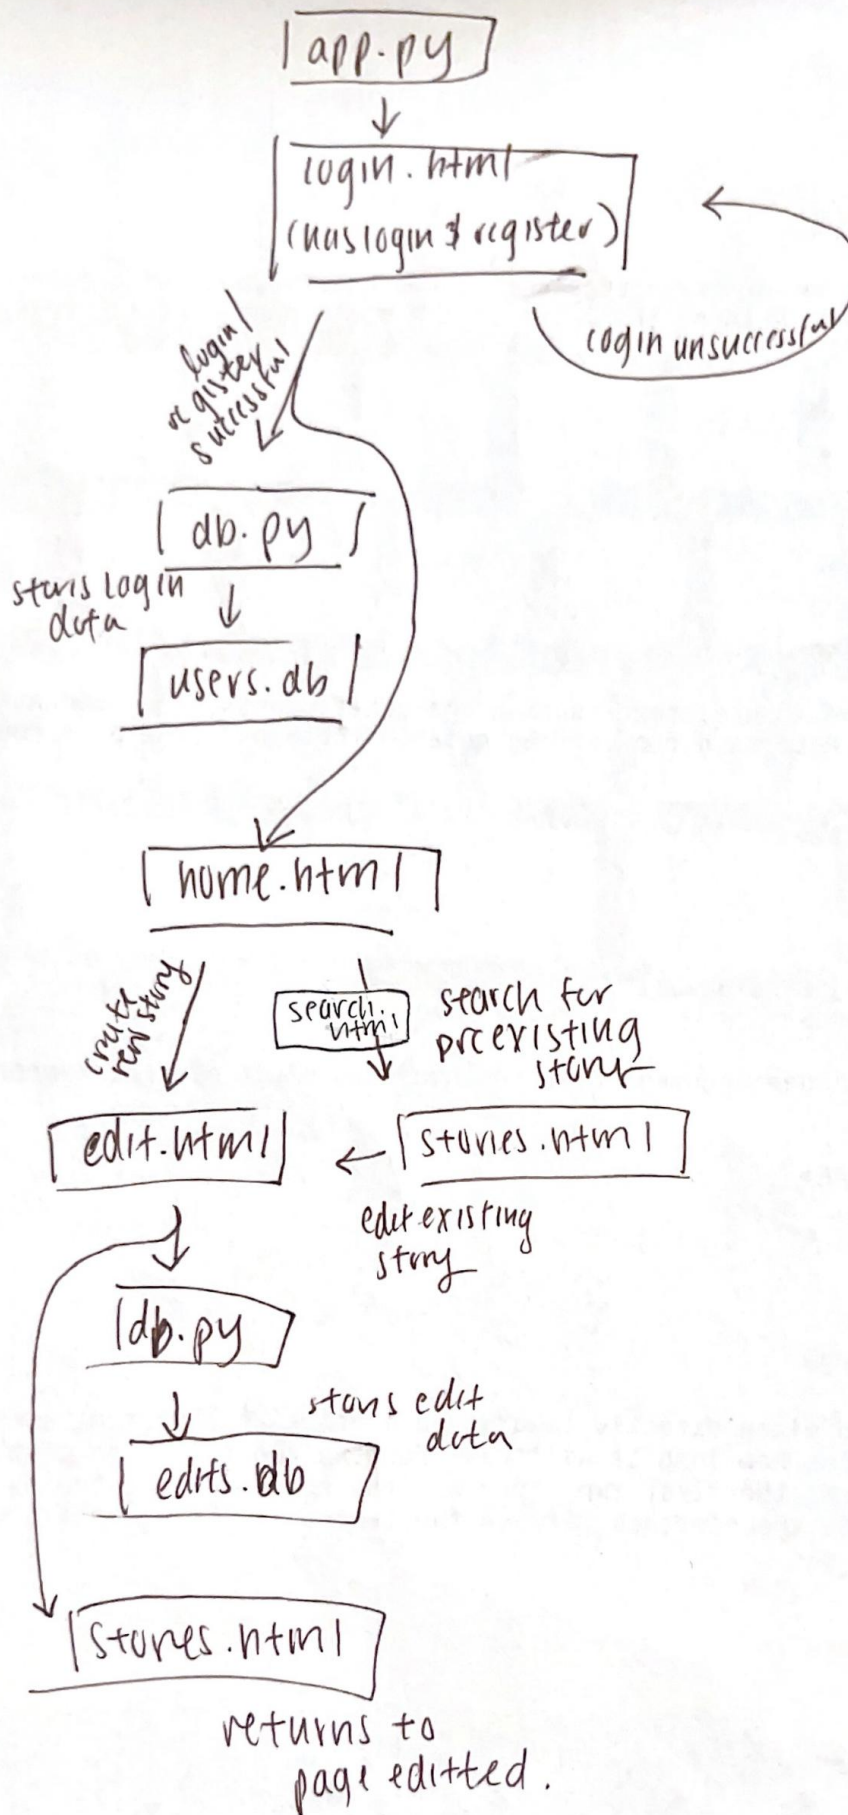 app.py
login.html
(has login & register)
login unsuccessful
login/
register
successful
db.py
stores login
data
users.db
home.html
create
new story
search.
html
search for
preexisting
story
edit.html
stories.html
edit existing
story
db.py
stores edit
data
edits.db
stories.html
returns to
page editted.